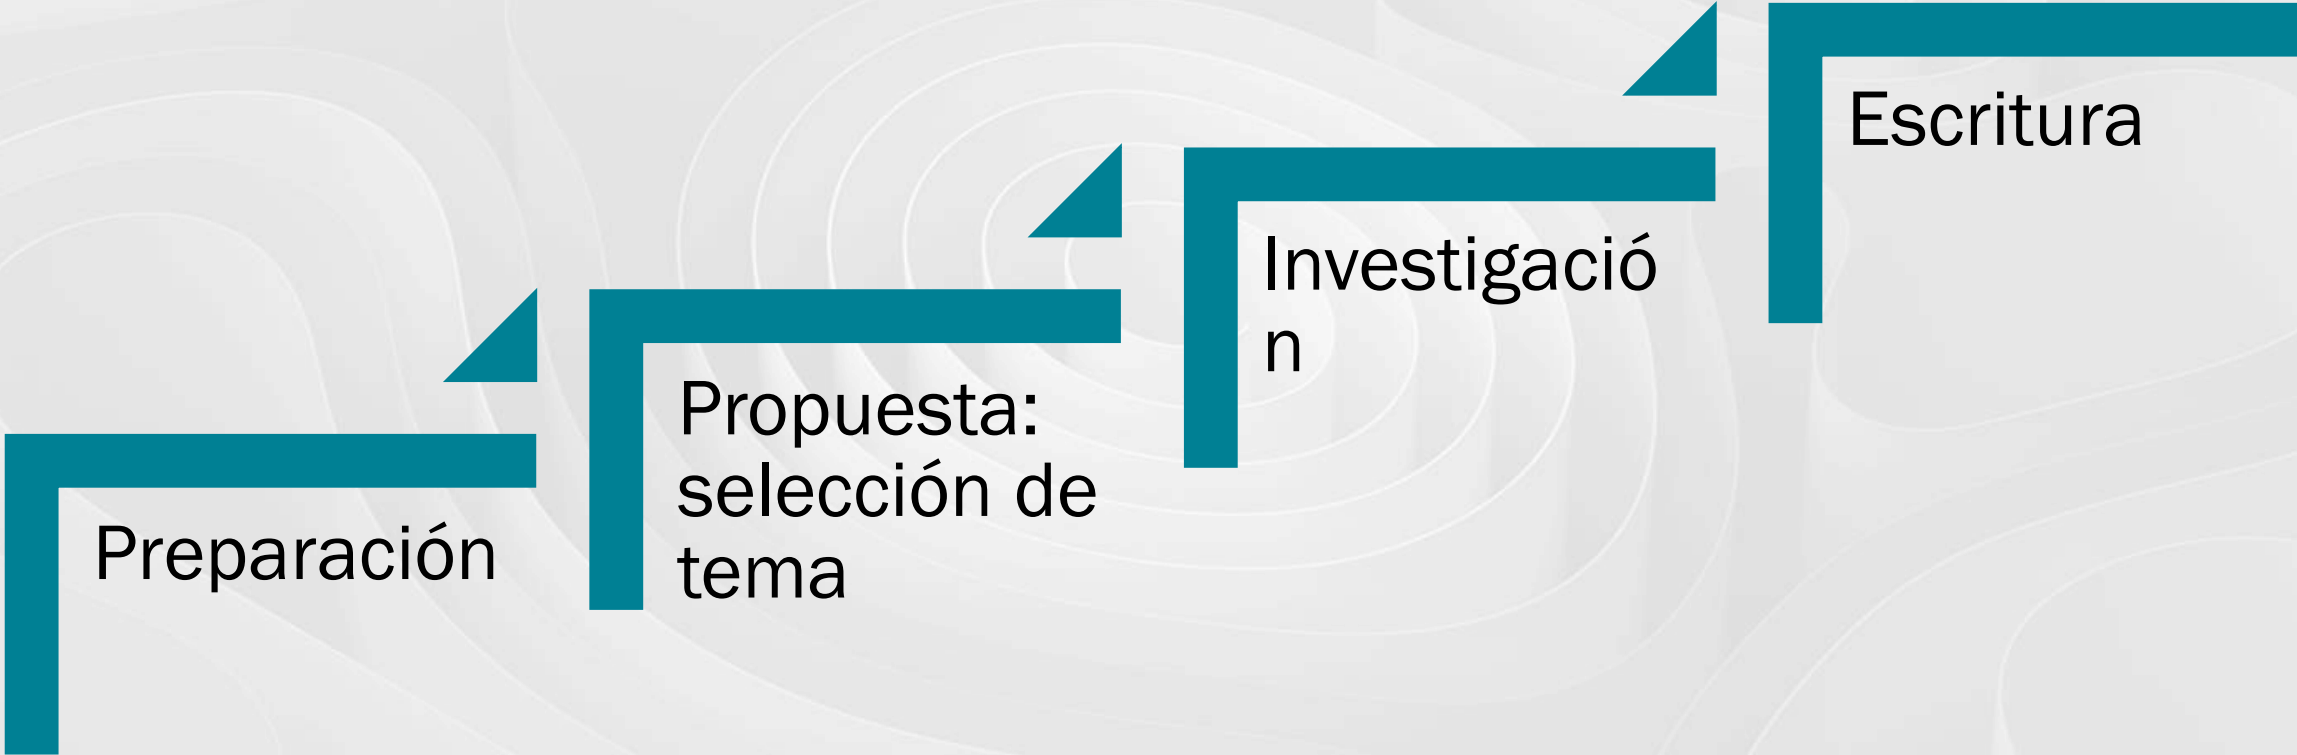 Preparación
Propuesta:
selección de
tema
Investigació
n
Escritura